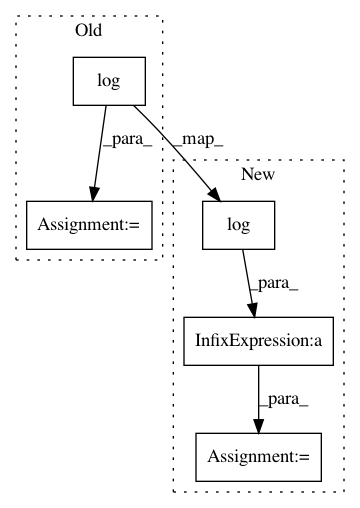 Old
log
_para_
_map_
Assignment:=
New
log
_para_
InfixExpression:a
_para_
Assignment:=